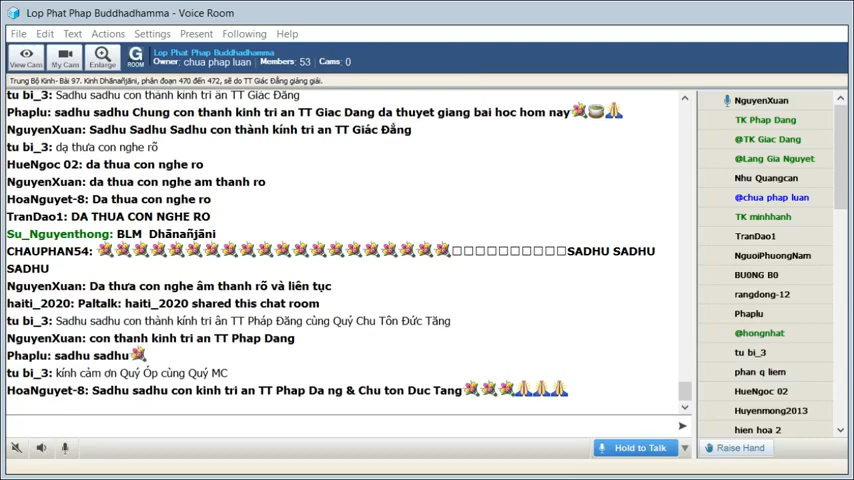 Lop Phat Phap Buddhadhamma - Voice Room
File Edit Text Actions Settings Present Following Help
View Cam My Cam Enlarge G ROOM
Lop Phat Phap Buddhadhamma
Owner: chua phap luan; Members: 53; Cams: 0
Trung Bộ Kinh- Bài 97. Kinh Dhānañjāni, phân đoạn 470 đến 472, sẽ do TT Giác Đẳng giảng giải.
tu bi_3: Sadhu sadhu con thành kính tri ân TT Giác Đẳng
Phaplu: sadhu sadhu Chung con thanh kinh tri an TT Giac Dang da thuyet giang bai hoc hom nay
NguyenXuan: Sadhu Sadhu Sadhu con thành kính tri an TT Giác Đẳng
tu bi_3: dạ thưa con nghe rõ
HueNgoc 02: da thua con nghe ro
NguyenXuan: da thua con nghe am thanh ro
HoaNguyet-8: Da thua con nghe ro
TranDao1: DA THUA CON NGHE RO
Su_Nguyenthong: BLM Dhānañjāni
CHAUPHAN54: SADHU SADHU
SADHU
NguyenXuan: Da thưa con nghe âm thanh rõ và liên tục
haiti_2020: Paltalk: haiti_2020 shared this chat room
tu bi_3: Sadhu sadhu con thành kính tri ân TT Pháp Đăng cùng Quý Chu Tôn Đức Tăng
NguyenXuan: con thanh kinh tri an TT Phap Dang
Phaplu: sadhu sadhu
tu bi_3: kính cảm ơn Quý Óp cùng Quý MC
HoaNguyet-8: Sadhu sadhu con kinh tri an TT Phap Da ng & Chu ton Duc Tang
Hold to Talk
NguyenXuan
TK Phap Dang
@TK Giac Dang
@Lang Gia Nguyet
Nhu Quangcan
@chua phap luan
TK minhhanh
TranDao1
NguoiPhuongNam
BU0NG B0
rangdong-12
Phaplu
@hongnhat
tu bi_3
phan q liem
HueNgoc 02
Huyenmong2013
hien hoa 2
Raise Hand